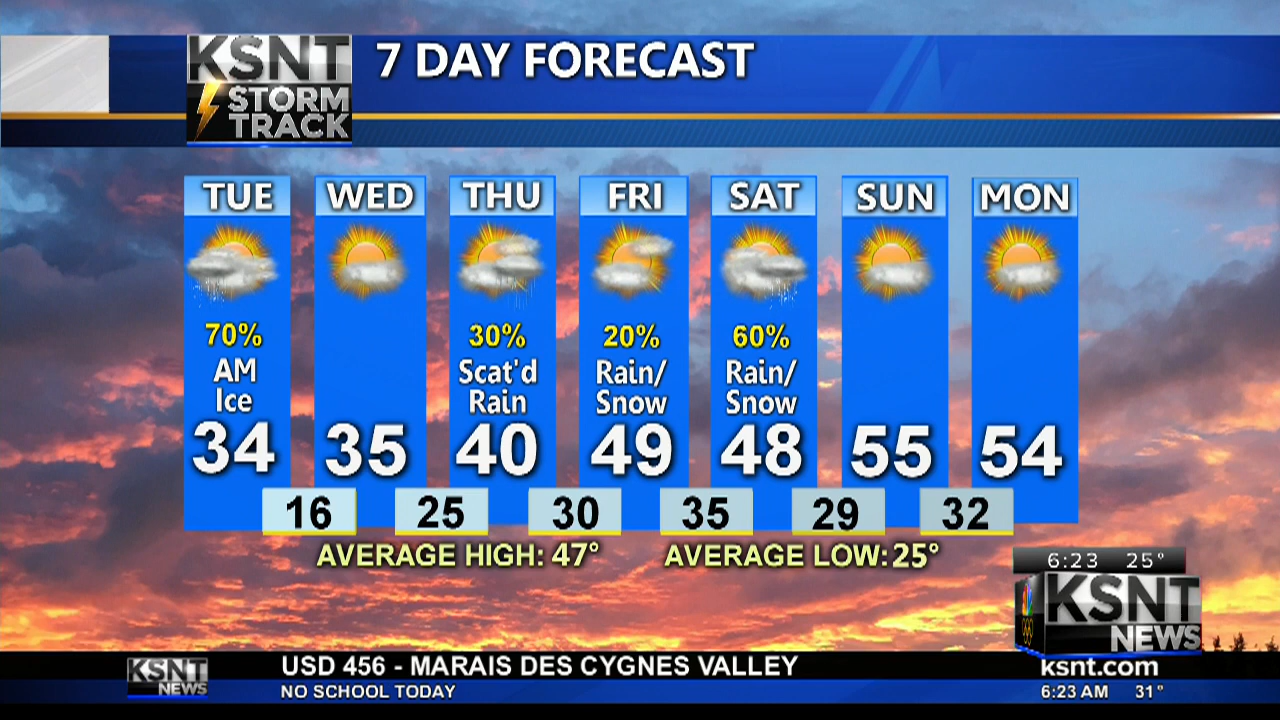 KSNT
STORM
TRACK
7 DAY FORECAST
TUE WED THU FRI SAT SUN MON
70% 30% 20% 60%
AM Scat'd Rain/ Rain/
Ice Rain Snow Snow
34 35 40 49 48 55 54
16 25 30 35 29 32
AVERAGE HIGH: 47° AVERAGE LOW: 25°
6:23 25°
KSNT
NEWS
KSNT
NEWS
USD 456 - MARAIS DES CYGNES VALLEY
NO SCHOOL TODAY
ksnt.com
6:23 AM 31°